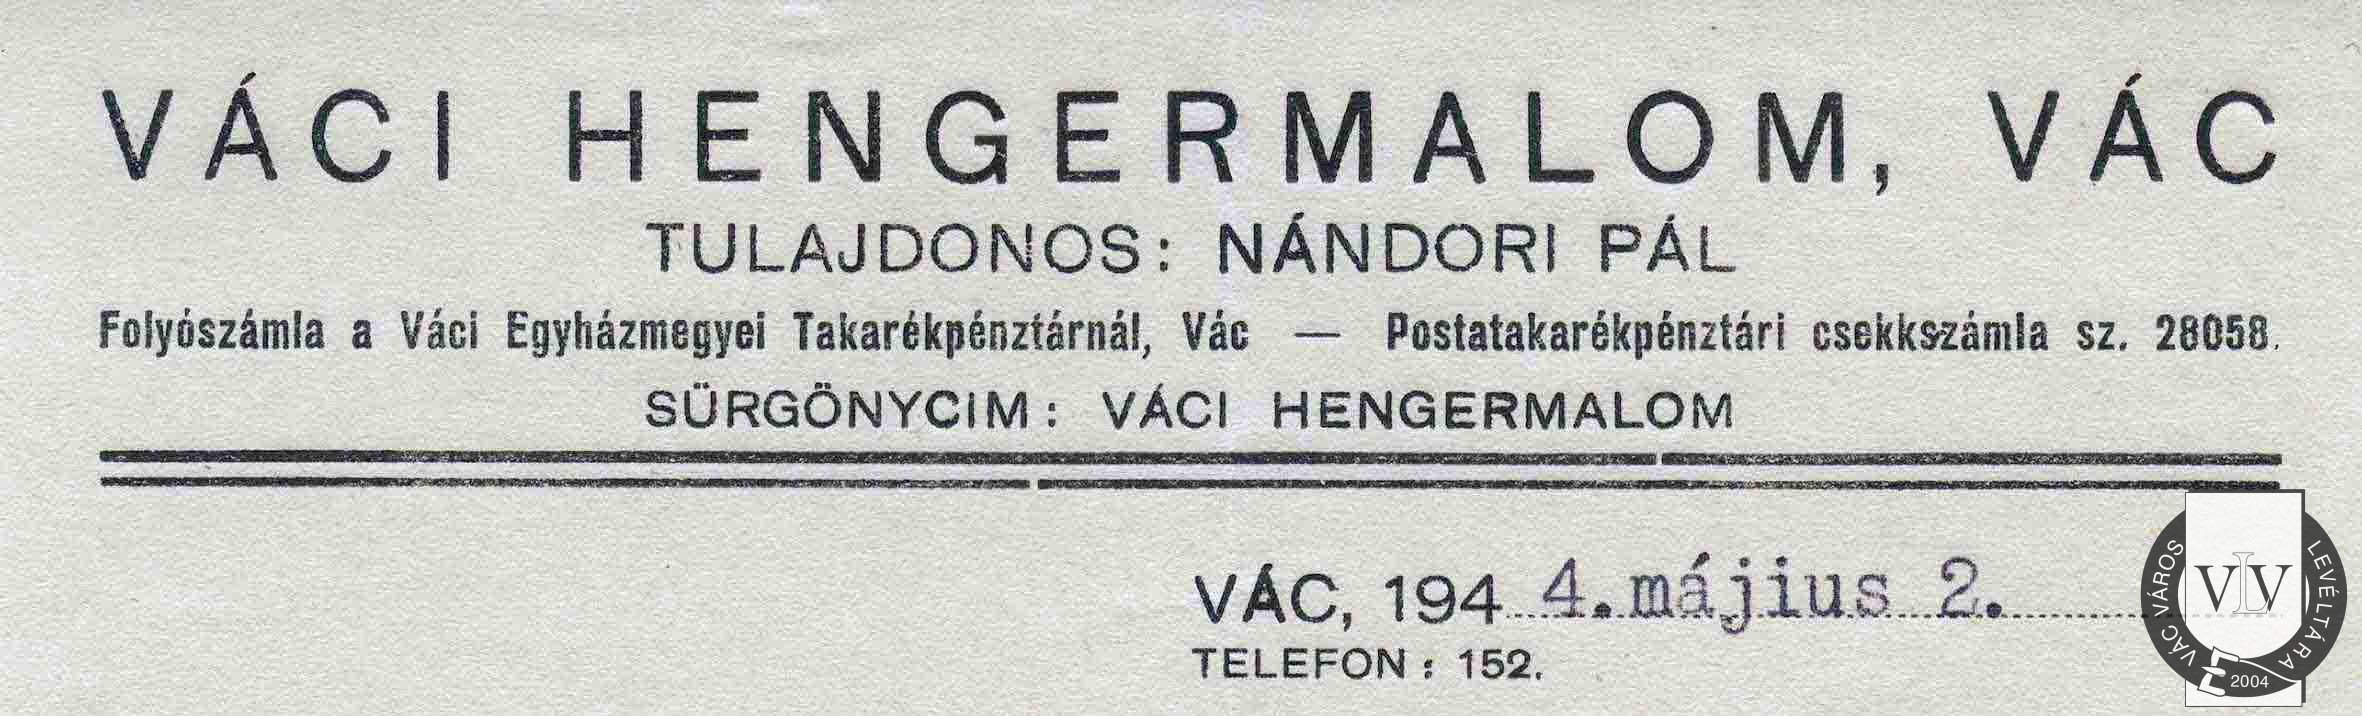 VÁCI HENGERMALOM, VÁC
TULAJDONOS: NÁNDORI PÁL
Folyószámla a Váci Egyházmegyei Takarékpénztárnál, Vác — Postatakarékpénztári csekkszámla sz. 28058.
SÜRGÖNYCIM: VÁCI HENGERMALOM
VÁC, 194 4. május 2.
TELEFON: 152.
VÁC VÁROS LEVÉLTÁRA
VLV
2004